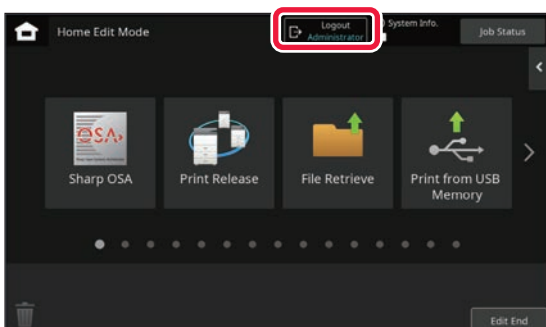 Home Edit Mode
Logout
Administrator
System Info.
Job Status
OSA
Sharp OSA
Print Release
File Retrieve
Print from USB
Memory
Edit End